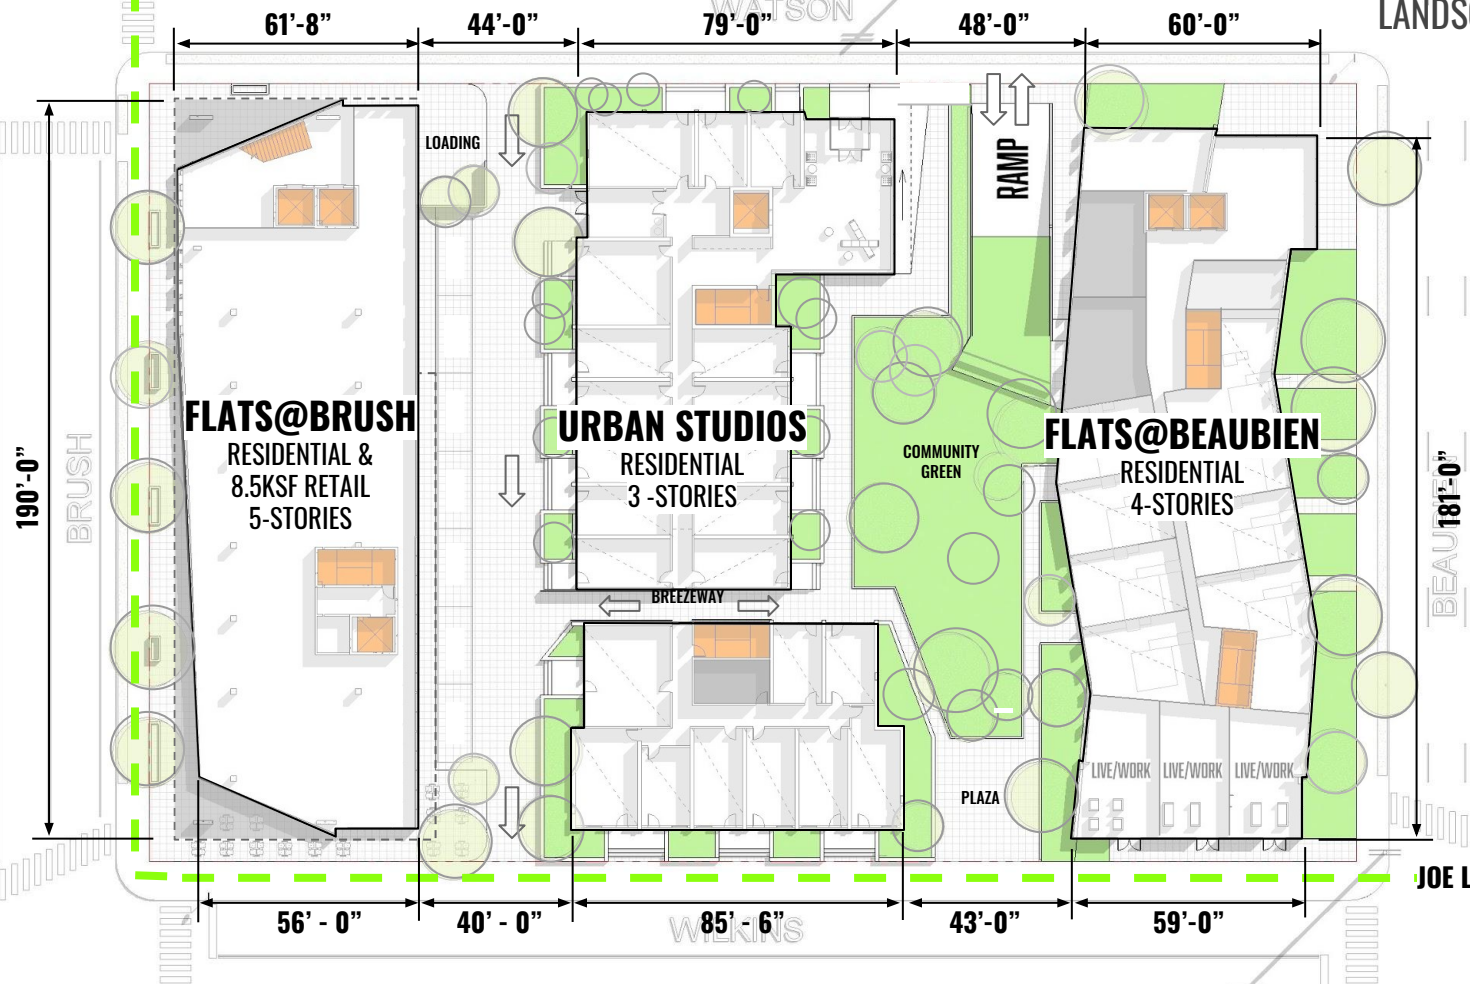 WATSON
LANDS
61'-8"
44'-0"
79'-0"
48'-0"
60'-0"
LOADING
RAMP
190'-0"
BRUSH
FLATS@BRUSH
RESIDENTIAL &
8.5KSF RETAIL
5-STORIES
URBAN STUDIOS
RESIDENTIAL
3 -STORIES
COMMUNITY
GREEN
FLATS@BEAUBIEN
RESIDENTIAL
4-STORIES
181'-0"
BEAU
BREEZEWAY
LIVE/WORK
LIVE/WORK
LIVE/WORK
PLAZA
JOE L
56' - 0"
40' - 0"
85' - 6"
43'-0"
59'-0"
WILKINS